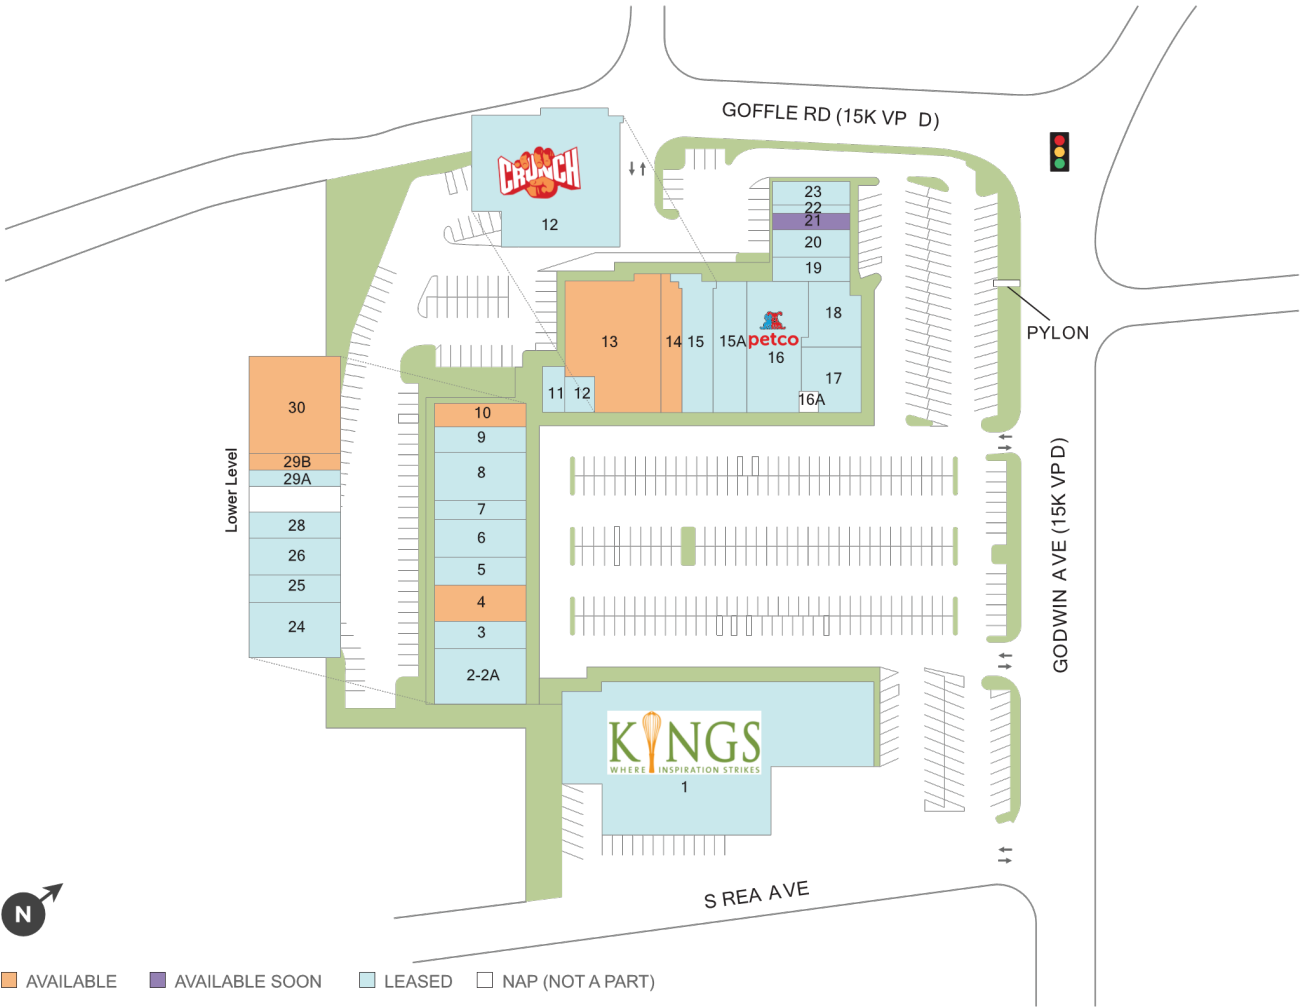 GOFFLE RD (15K VP D)
CRUNCH
12
23
22
21
20
19
18
13
14
15
15A
petco
16
17
16A
11
12
PYLON
10
9
8
7
6
5
4
3
2-2A
30
29B
29A
28
26
25
24
Lower Level
GODWIN AVE (15K VP D)
KINGS
WHERE INSPIRATION STRIKES
1
S REA AVE
N
AVAILABLE
AVAILABLE SOON
LEASED
NAP (NOT A PART)